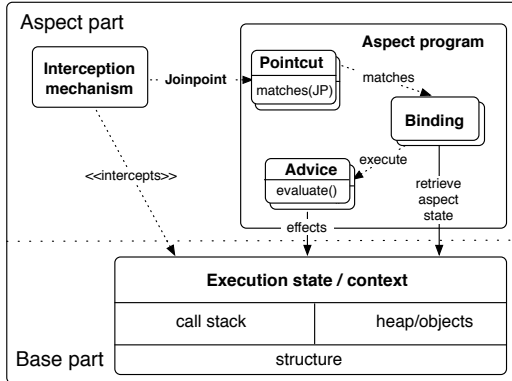 Aspect part
Aspect program
Interception
mechanism
Joinpoint
Pointcut
matches(JP)
matches
Binding
Advice
evaluate()
execute
<<intercepts>>
effects
retrieve
aspect
state
Execution state / context
call stack
heap/objects
structure
Base part